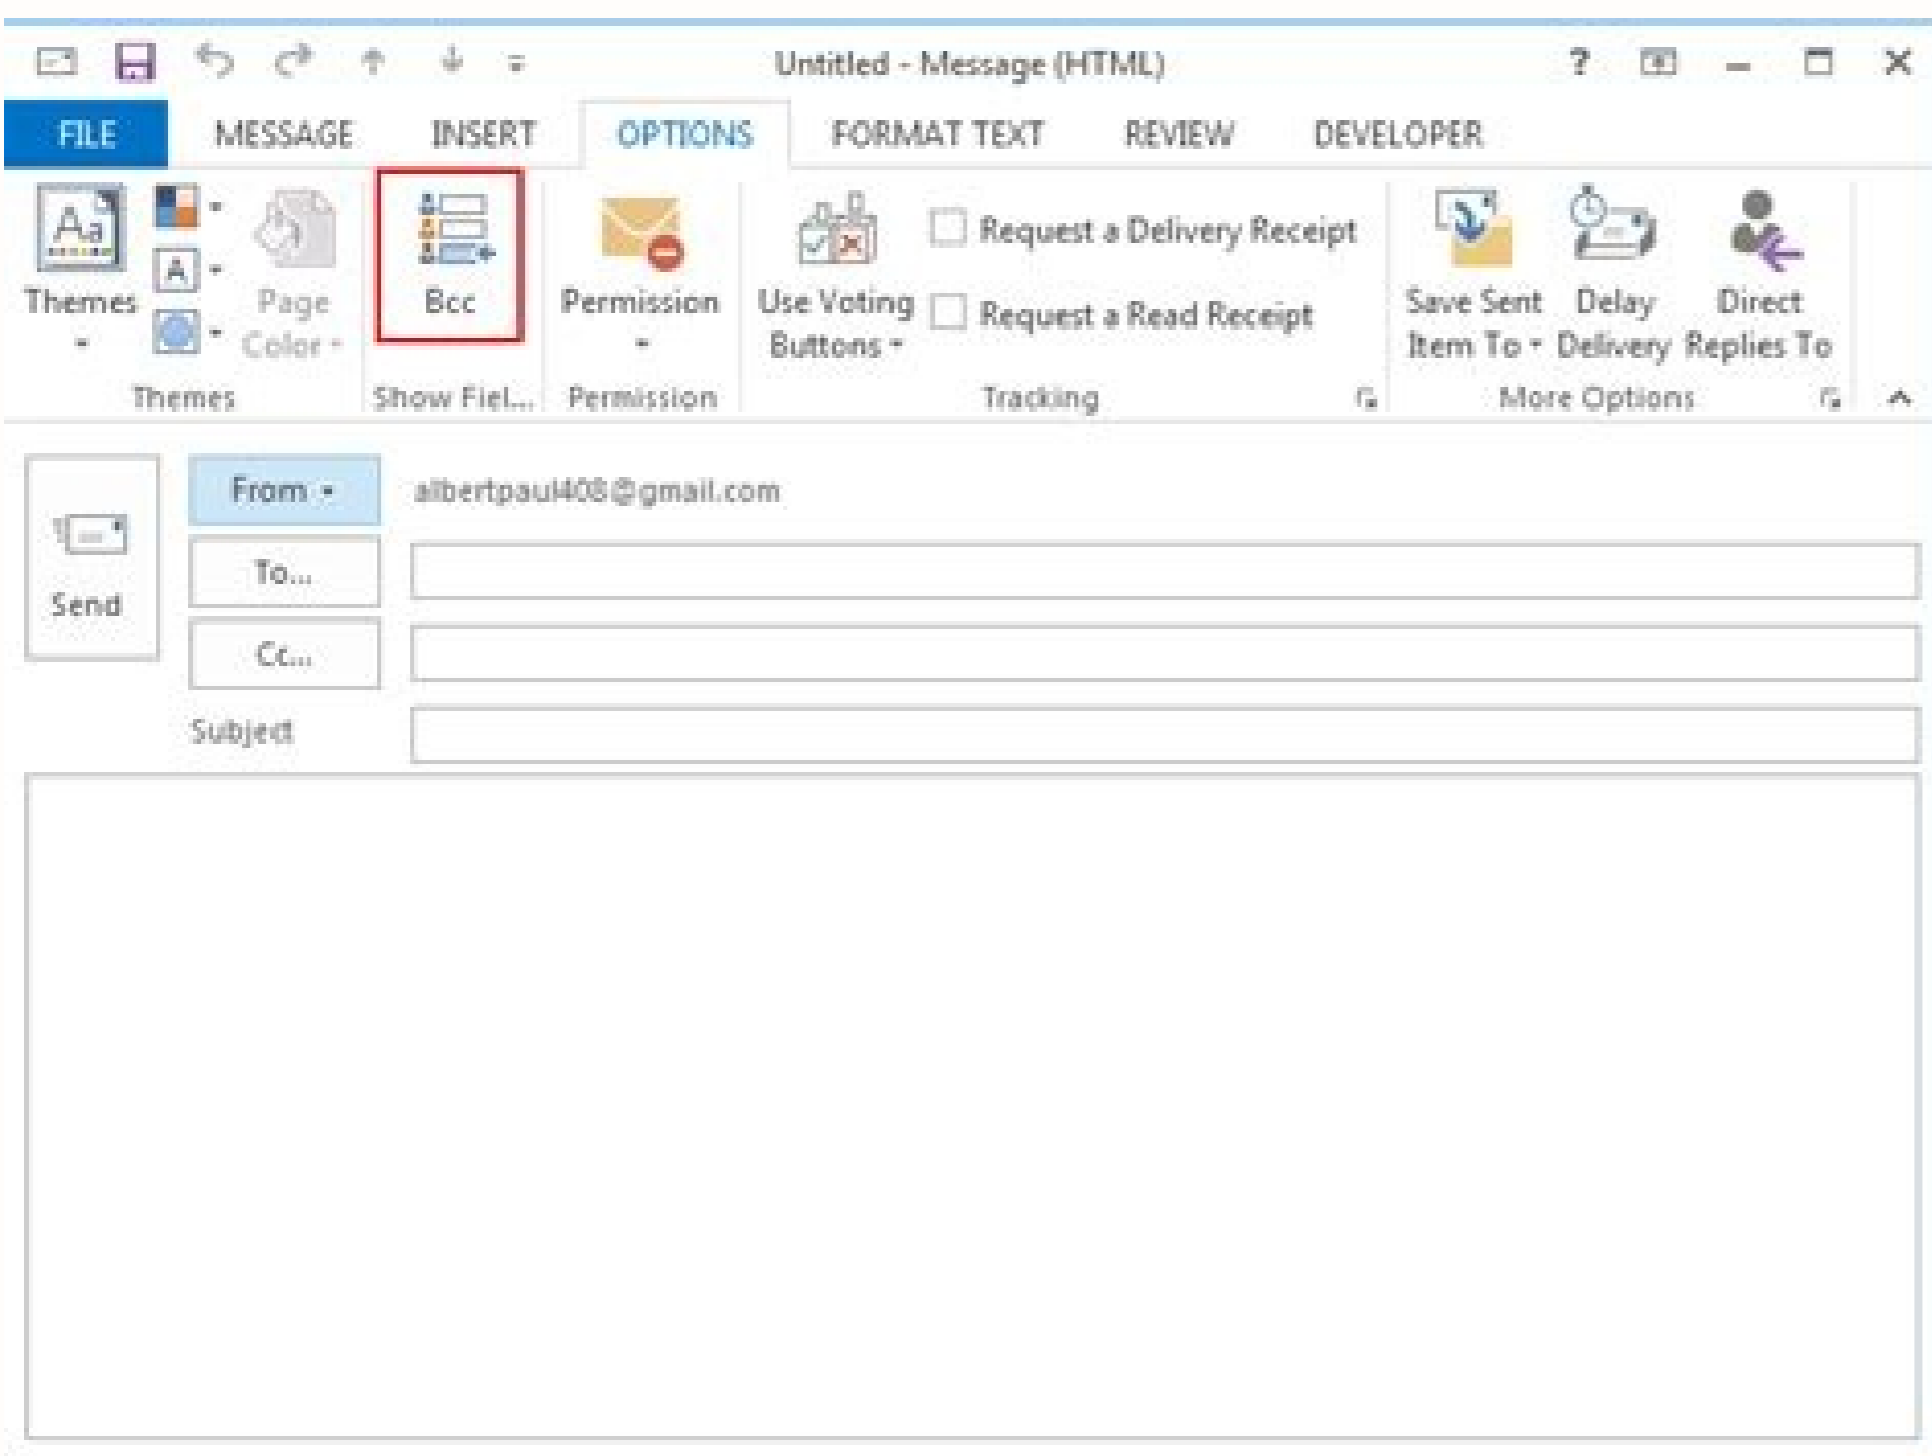 Untitled - Message (HTML) ?
FILE MESSAGE INSERT OPTIONS FORMAT TEXT REVIEW DEVELOPER
Aa
A
Themes
Page
Color
Bcc
Permission
Use Voting
Buttons
Request a Delivery Receipt
Request a Read Receipt
Save Sent
Item To
Delay
Delivery
Direct
Replies To
Themes Show Fiel... Permission Tracking More Options
Send
From albertpaul408@gmail.com
To...
Cc...
Subject